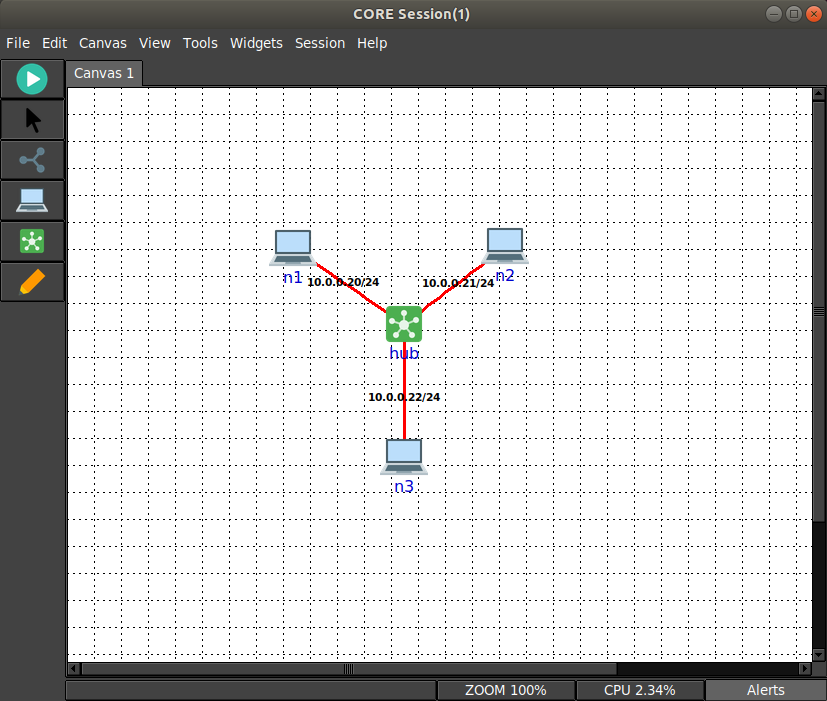 CORE Session(1)
File Edit Canvas View Tools Widgets Session Help
Canvas 1
n1
10.0.0.20/24
10.0.0.21/24
n2
hub
10.0.0.22/24
n3
ZOOM 100%
CPU 2.34%
Alerts